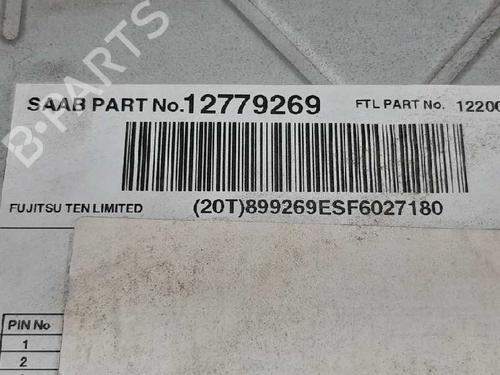 B-PARTS
SAAB PART No.12779269 FTL PART No. 12200
(20T)899269ESF6027180
FUJITSU TEN LIMITED
PIN No
1
2